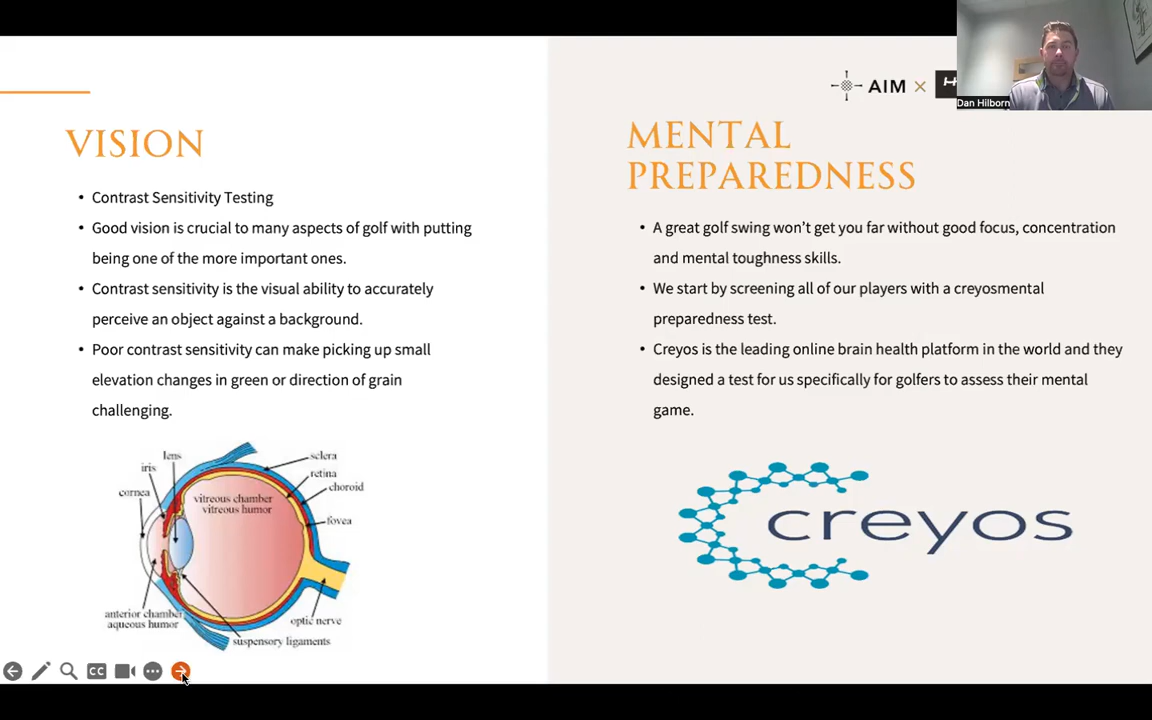 AIM ×
H
Dan Hilborn
VISION
• Contrast Sensitivity Testing
• Good vision is crucial to many aspects of golf with putting
being one of the more important ones.
• Contrast sensitivity is the visual ability to accurately
perceive an object against a background.
• Poor contrast sensitivity can make picking up small
elevation changes in green or direction of grain
challenging.
lens
iris
cornea
sclera
retina
choroid
vitreous chamber
vitreous humor
fovea
anterior chamber
aqueous humor
optic nerve
suspensory ligaments
CC
MENTAL
PREPAREDNESS
• A great golf swing won’t get you far without good focus, concentration
and mental toughness skills.
• We start by screening all of our players with a creyosmental
preparedness test.
• Creyos is the leading online brain health platform in the world and they
designed a test for us specifically for golfers to assess their mental
game.
creyos